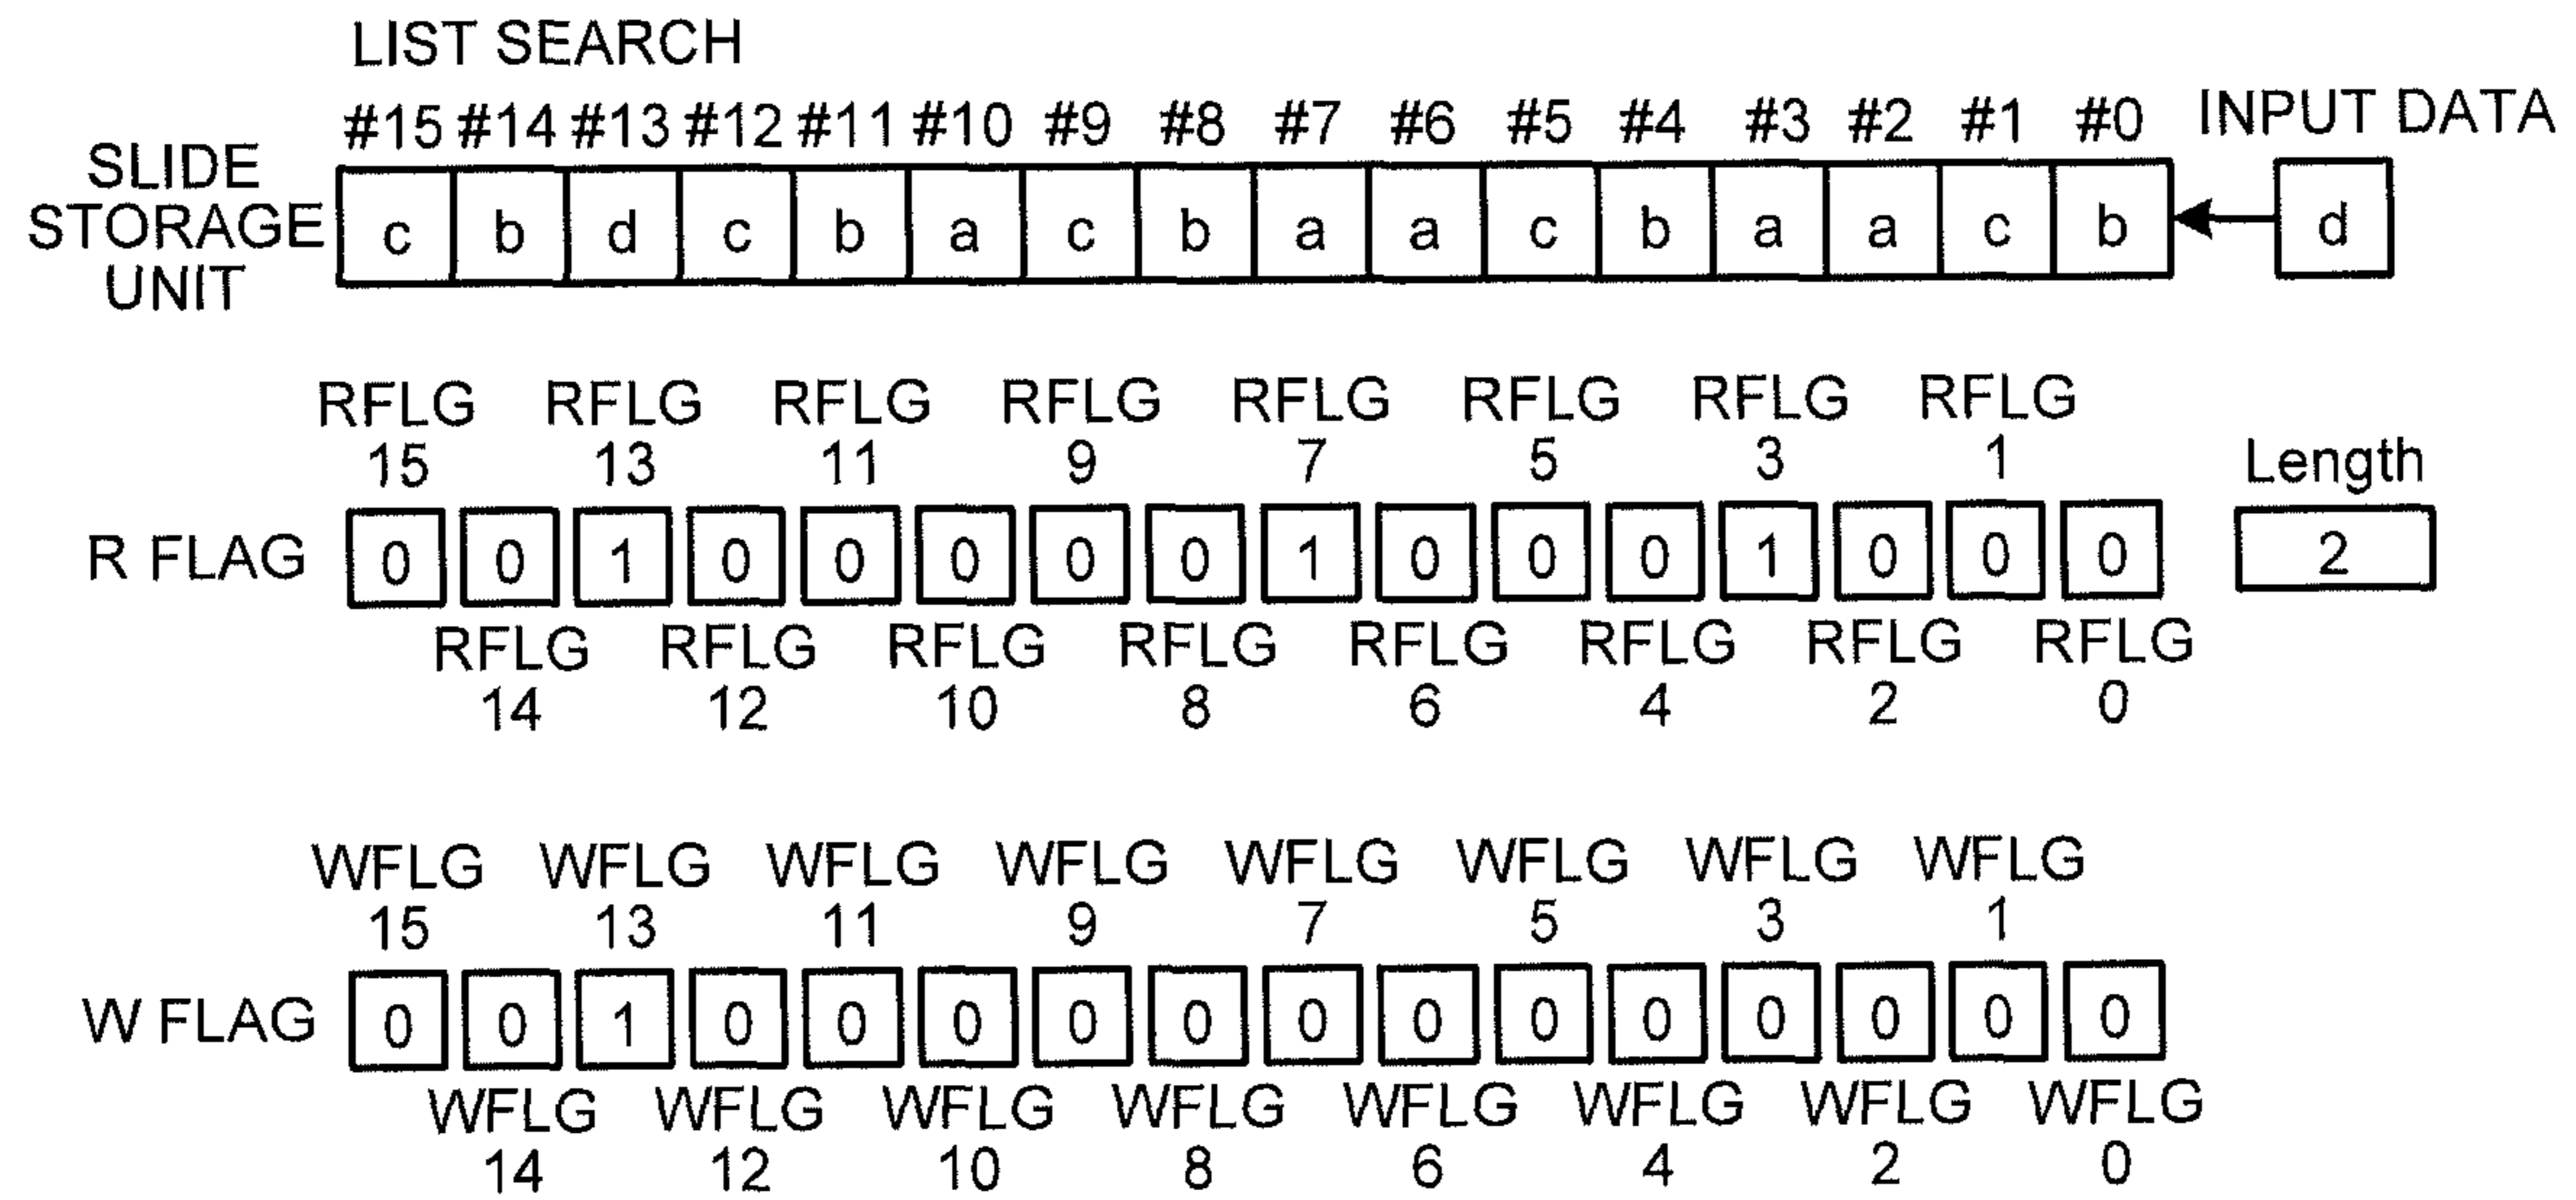 LIST SEARCH
#15 #14 #13 #12 #11 #10 #9 #8 #7 #6 #5 #4 #3 #2 #1 #0 INPUT DATA
SLIDE STORAGE UNIT
c b d c b a c b a a c b a a c b d
RFLG 15 RFLG 13 RFLG 11 RFLG 9 RFLG 7 RFLG 5 RFLG 3 RFLG 1 Length
R FLAG 0 0 1 0 0 0 0 0 1 0 0 0 1 0 0 0 2
RFLG 14 RFLG 12 RFLG 10 RFLG 8 RFLG 6 RFLG 4 RFLG 2 RFLG 0
WFLG 15 WFLG 13 WFLG 11 WFLG 9 WFLG 7 WFLG 5 WFLG 3 WFLG 1
W FLAG 0 0 1 0 0 0 0 0 0 0 0 0 0 0 0 0
WFLG 14 WFLG 12 WFLG 10 WFLG 8 WFLG 6 WFLG 4 WFLG 2 WFLG 0